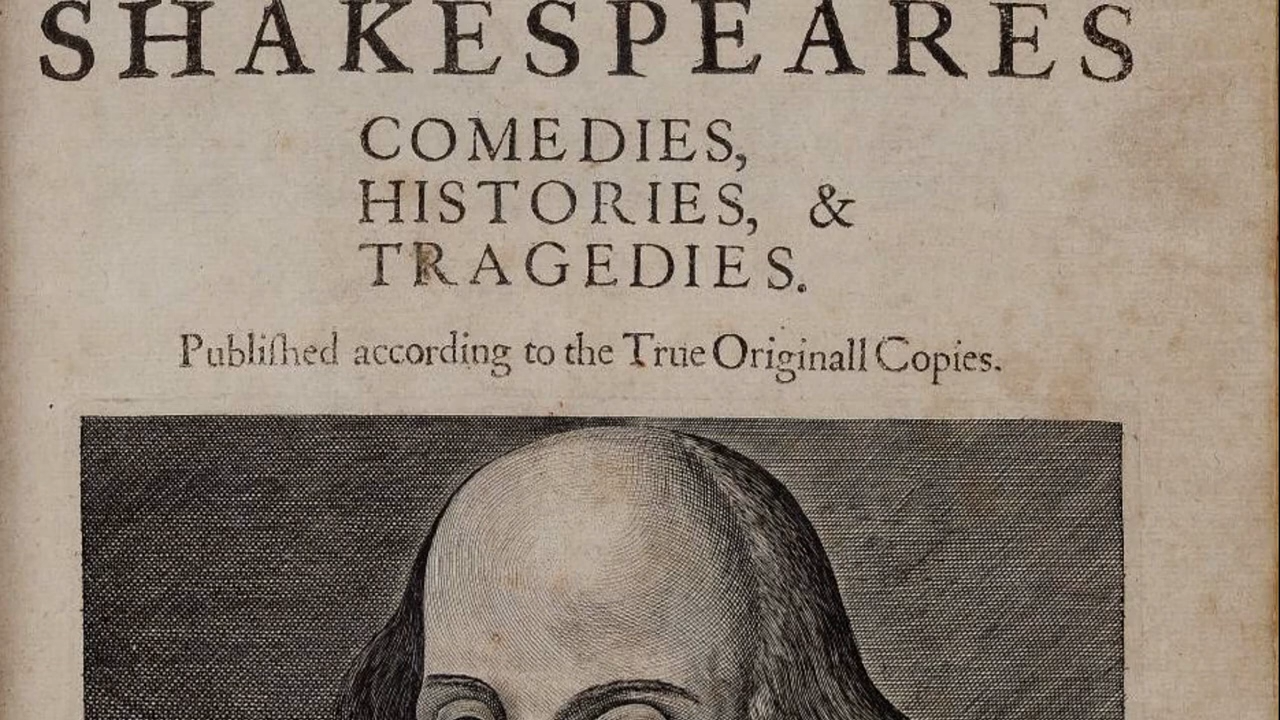 SHAKESPEARES
COMEDIES,
HISTORIES, &
TRAGEDIES.
Publiſhed according to the True Originall Copies.